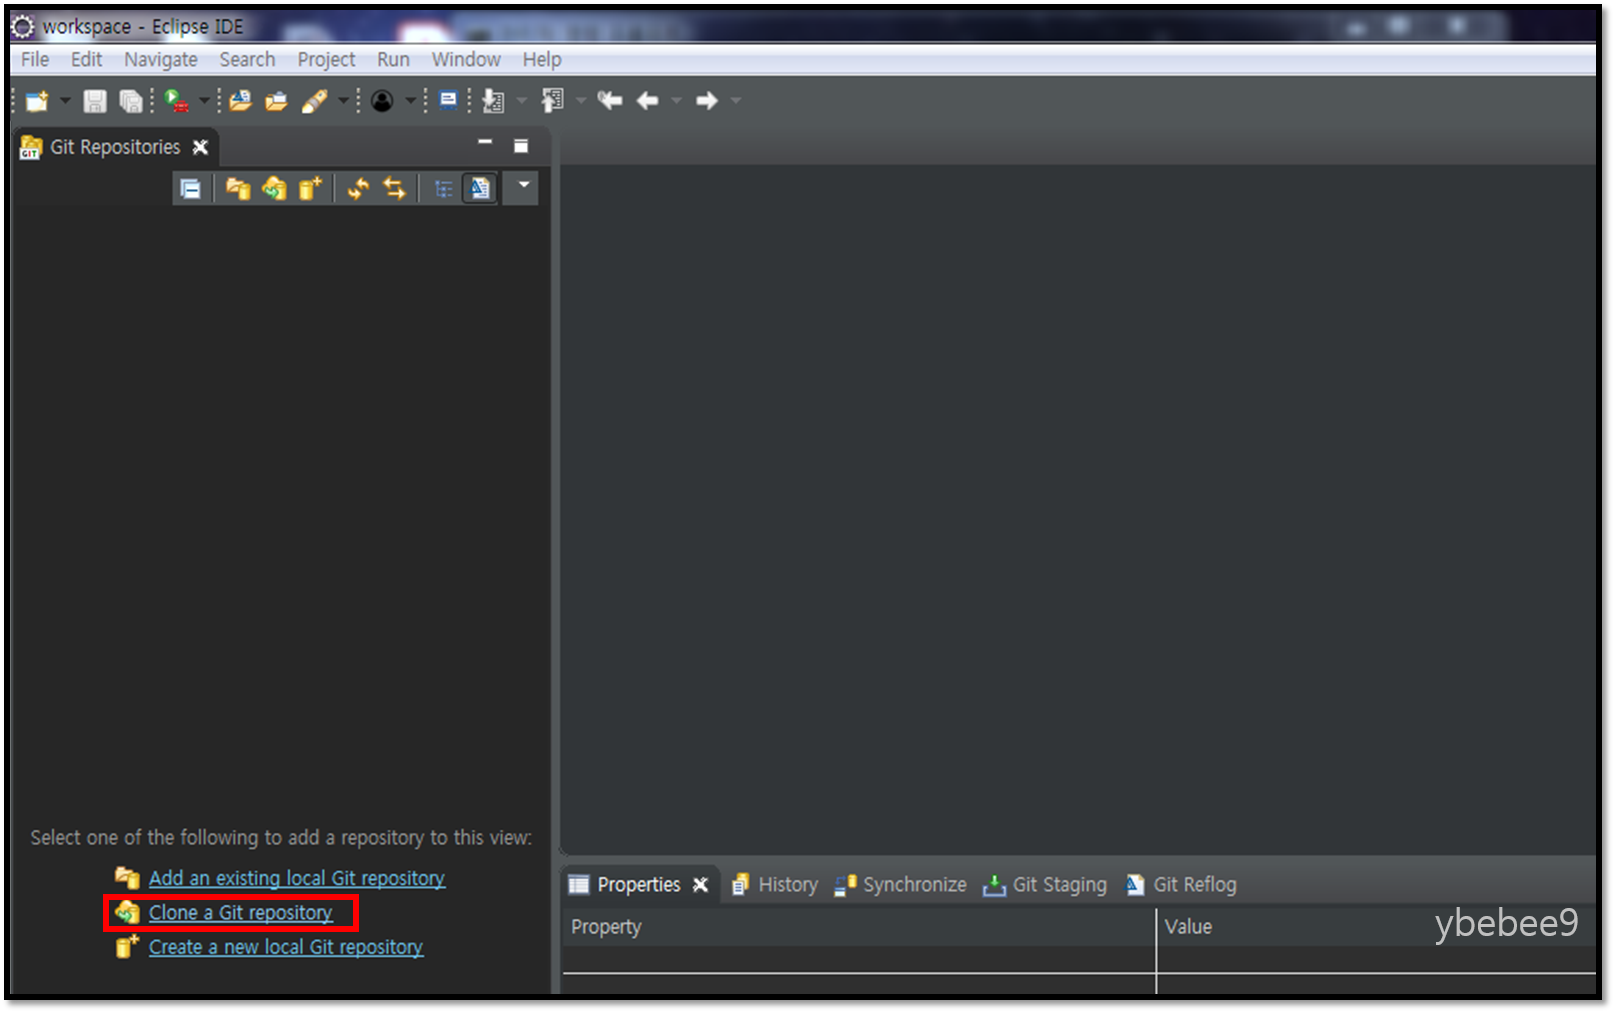 workspace - Eclipse IDE
File Edit Navigate Search Project Run Window Help
GIT Git Repositories
Select one of the following to add a repository to this view:
Add an existing local Git repository
Clone a Git repository
Create a new local Git repository
Properties History Synchronize Git Staging Git Reflog
Property Value
ybebee9